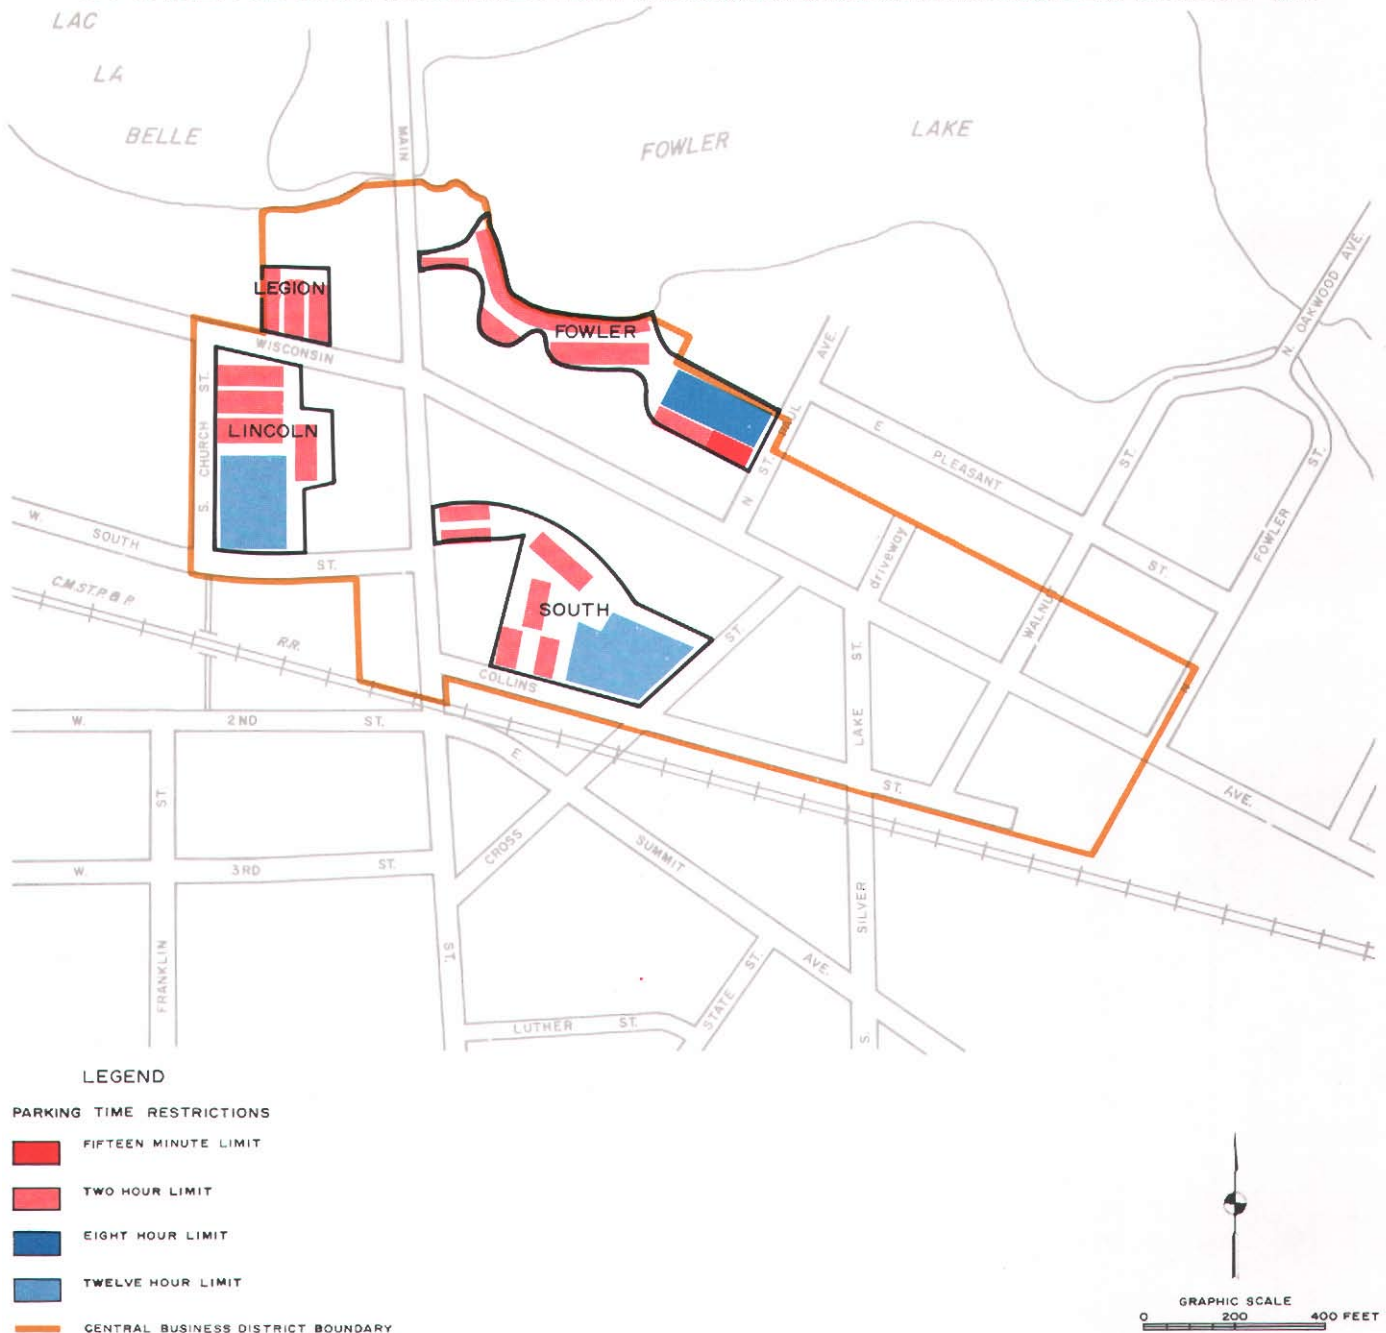 LAC
LA
BELLE
FOWLER
LAKE
MAIN
N. OAKWOOD AVE.
LEGION
WISCONSIN
FOWLER
S. CHURCH ST.
LINCOLN
N ST. PAUL AVE.
E PLEASANT ST.
ST.
FOWLER ST.
N
W. SOUTH ST.
driveway
WALNUT
C.M.ST.P. & P.
R.R.
SOUTH
ST.
COLLINS
LAKE ST.
ST.
AVE.
W. 2ND ST.
E. SUMMIT AVE.
ST.
CROSS
W. 3RD ST.
FRANKLIN
ST.
SILVER
S.
STATE ST.
LUTHER ST.
LEGEND
PARKING TIME RESTRICTIONS
FIFTEEN MINUTE LIMIT
TWO HOUR LIMIT
EIGHT HOUR LIMIT
TWELVE HOUR LIMIT
CENTRAL BUSINESS DISTRICT BOUNDARY
GRAPHIC SCALE
0 200 400 FEET